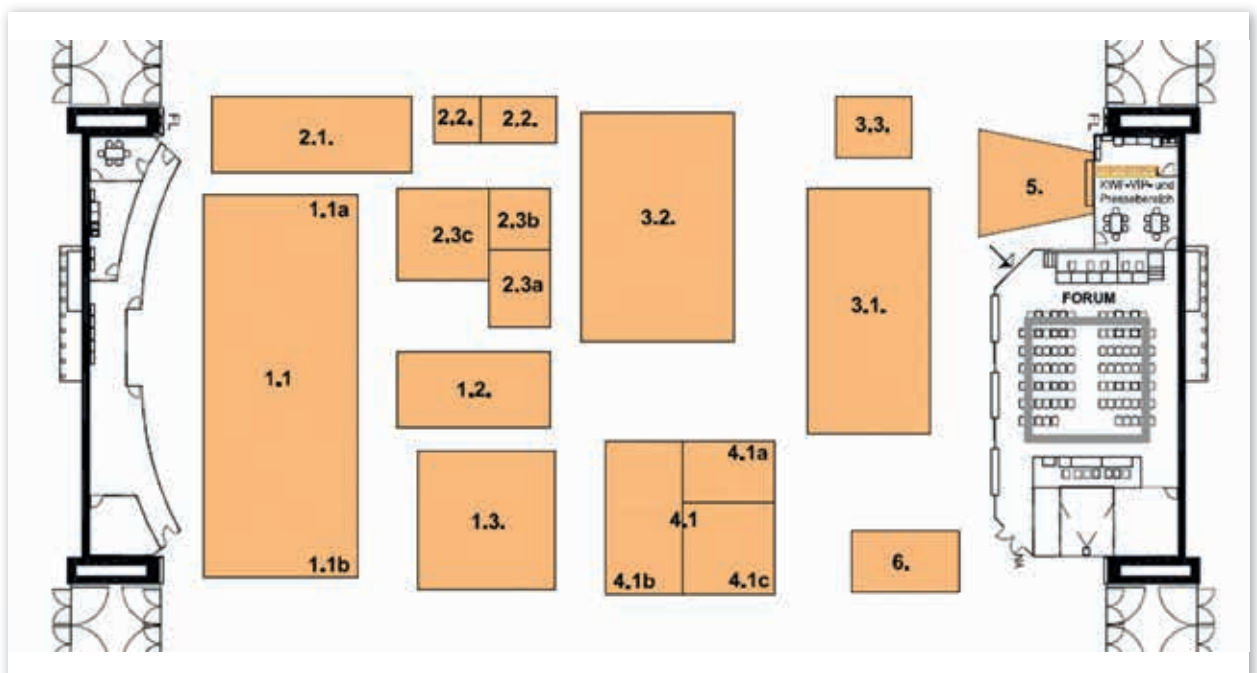 FL
2.1.
2.2.
2.2.
3.3.
FL
5.
KWF-VIP- und
Pressebereich
1.1a
2.3c
2.3b
2.3a
3.2.
3.1.
FORUM
1.1
1.2.
1.3.
1.1b
4.1a
4.1
4.1b
4.1c
6.
NA